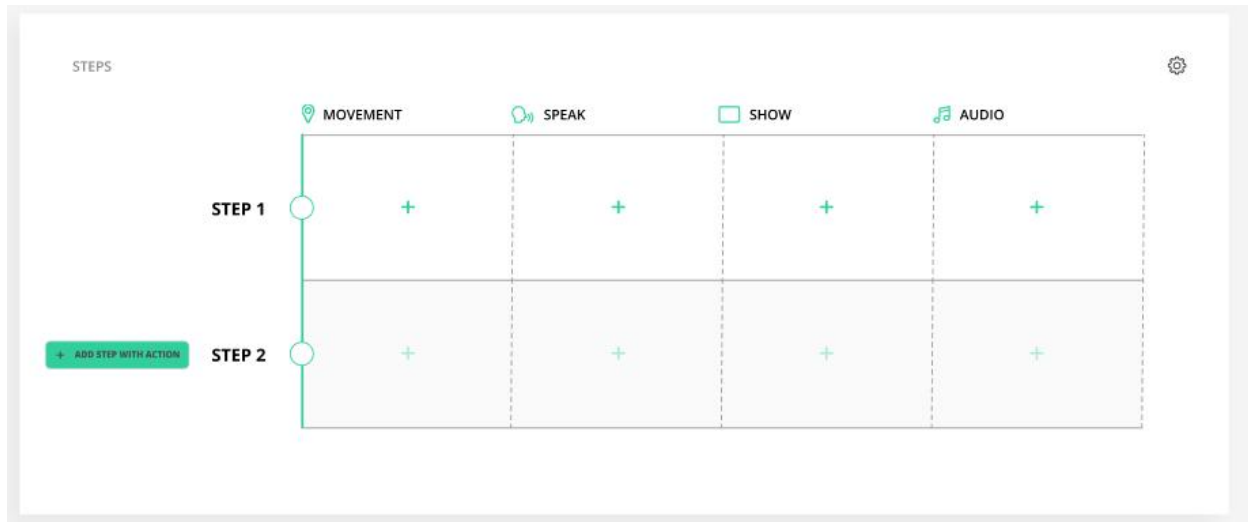 STEPS
MOVEMENT SPEAK SHOW AUDIO
STEP 1 + + + +
+ ADD STEP WITH ACTION STEP 2 + + + +